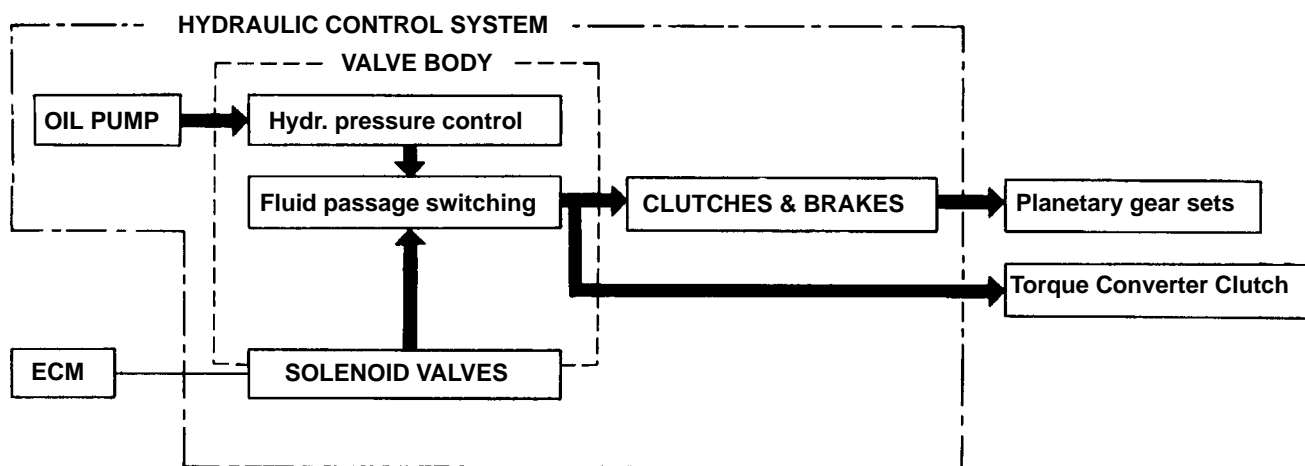 HYDRAULIC CONTROL SYSTEM
VALVE BODY
OIL PUMP
Hydr. pressure control
Fluid passage switching
CLUTCHES & BRAKES
Planetary gear sets
Torque Converter Clutch
ECM
SOLENOID VALVES